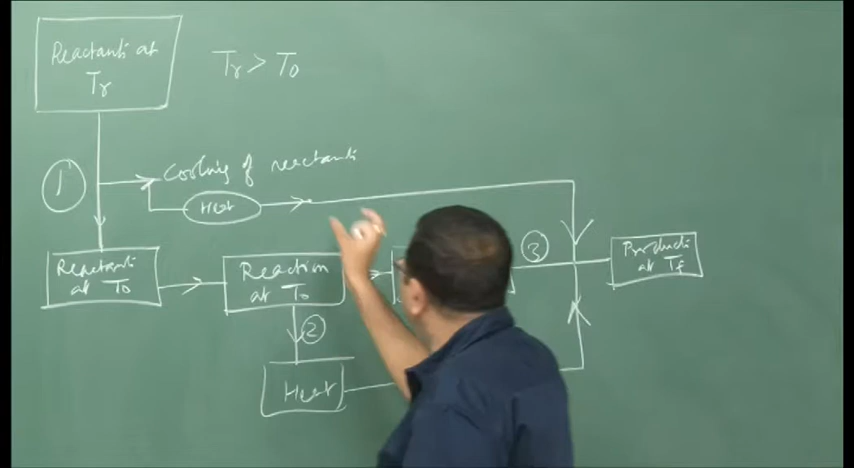 Reactants at
Tr
Tr > To
1
Cooling of reactants
Heat
3
Reactants
at To
Reaction
at To
Products
at Tf
2
Heat